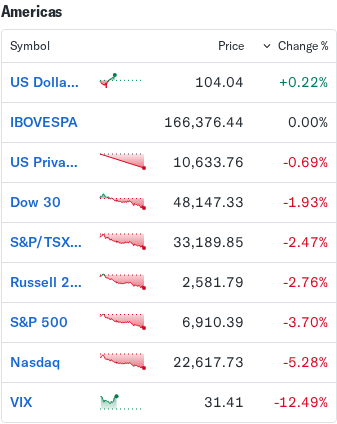 Americas
Symbol Price Change %
US Dolla... 104.04 +0.22%
IBOVESPA 166,376.44 0.00%
US Priva... 10,633.76 -0.69%
Dow 30 48,147.33 -1.93%
S&P/TSX... 33,189.85 -2.47%
Russell 2... 2,581.79 -2.76%
S&P 500 6,910.39 -3.70%
Nasdaq 22,617.73 -5.28%
VIX 31.41 -12.49%